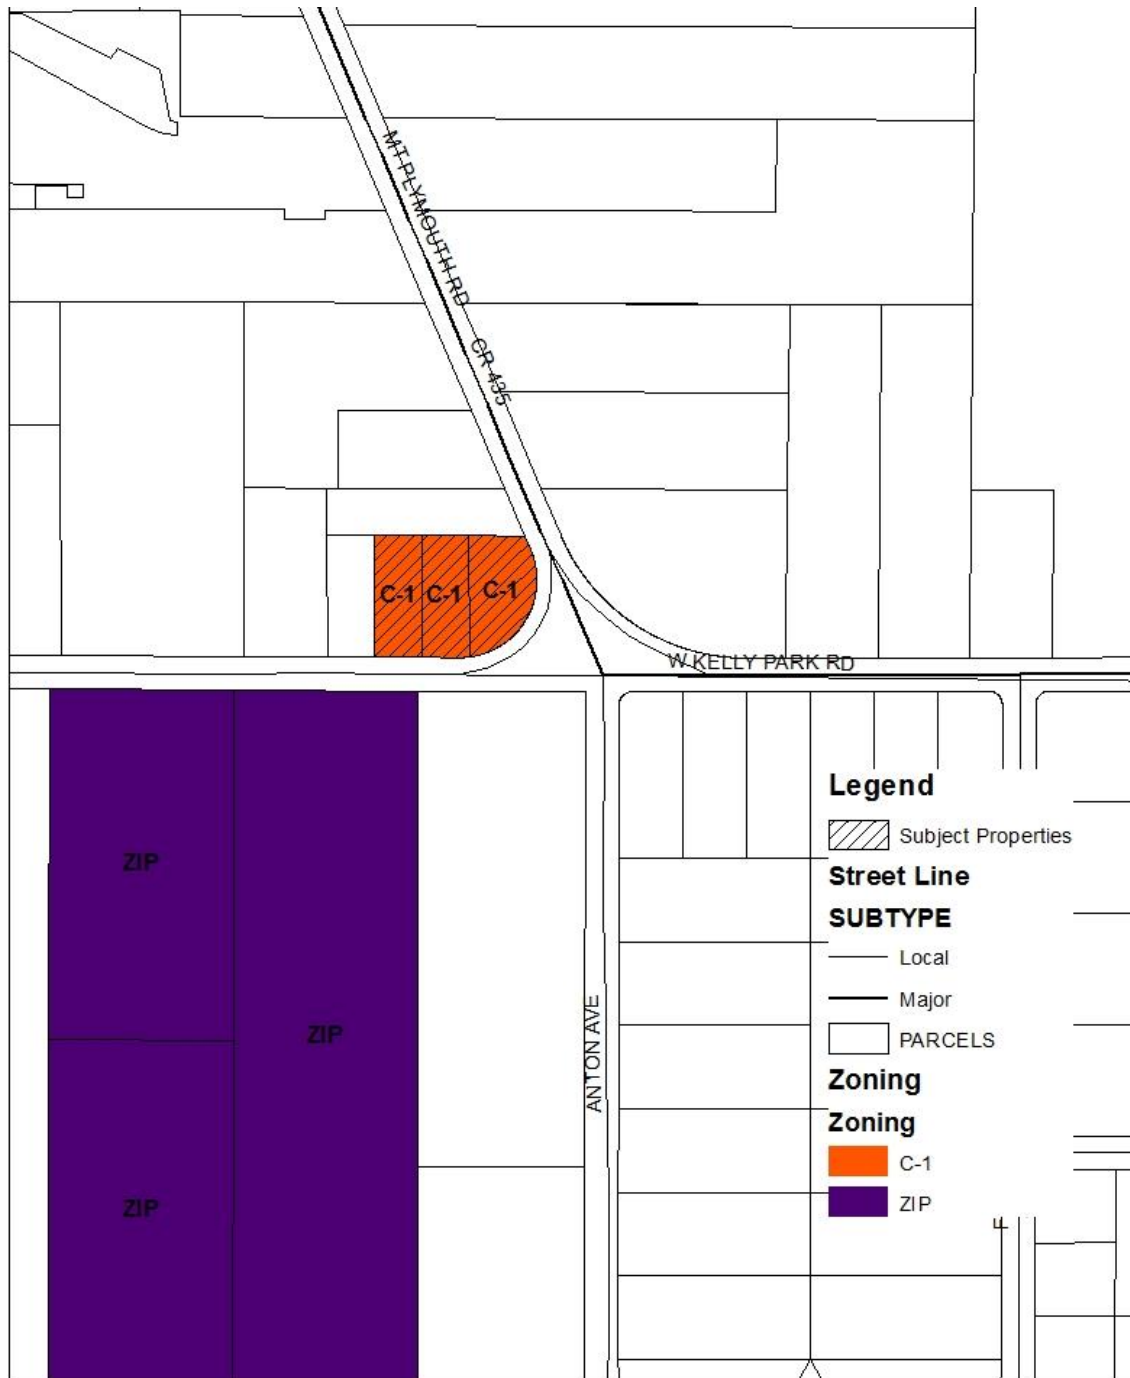 MT PLYMOUTH RD
CR 435
C-1
C-1
C-1
W KELLY PARK RD
ZIP
ZIP
ZIP
ANTON AVE
Legend
Subject Properties
Street Line
SUBTYPE
Local
Major
PARCELS
Zoning
Zoning
C-1
ZIP